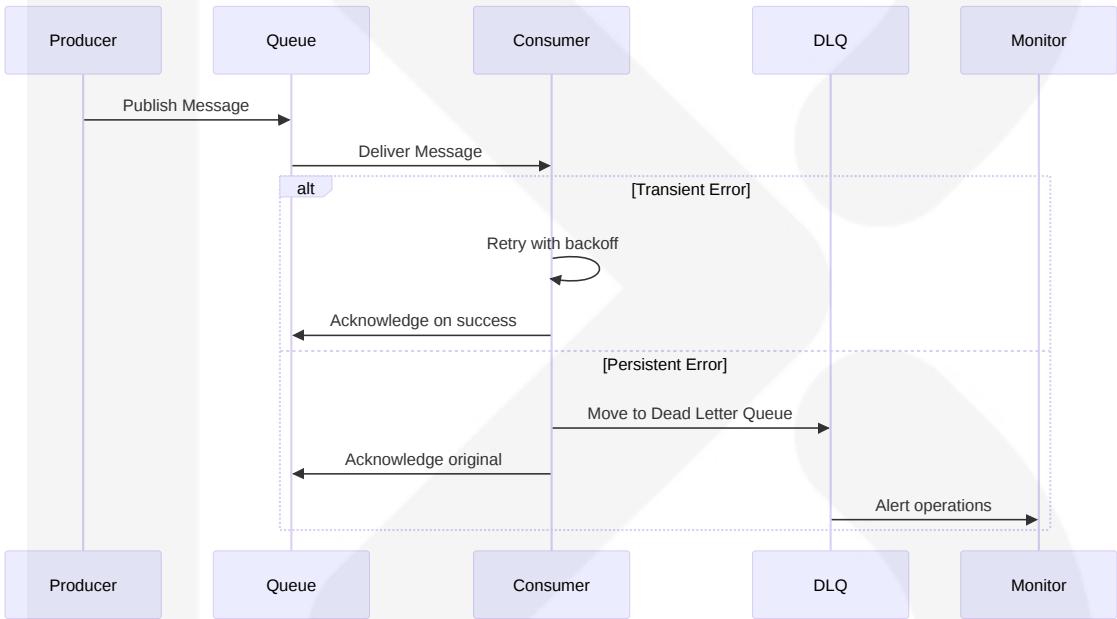 Producer
Queue
Consumer
DLQ
Monitor
Publish Message
Deliver Message
alt
[Transient Error]
Retry with backoff
Acknowledge on success
[Persistent Error]
Move to Dead Letter Queue
Acknowledge original
Alert operations
Producer
Queue
Consumer
DLQ
Monitor